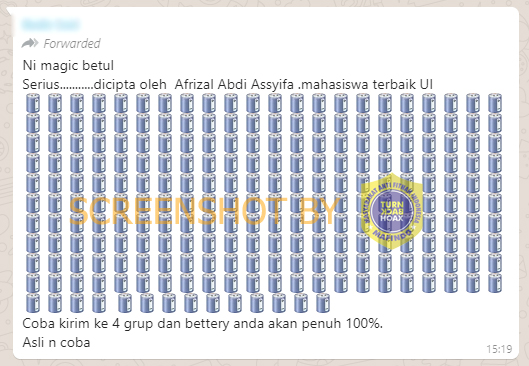 Forwarded
Ni magic betul
Serius...........dicipta oleh Afrizal Abdi Assyifa .mahasiswa terbaik UI
SCREENSHOT BY
TURN
BACK
HOAX
MAFINDO
Coba kirim ke 4 grup dan bettery anda akan penuh 100%.
Asli n coba
15:19